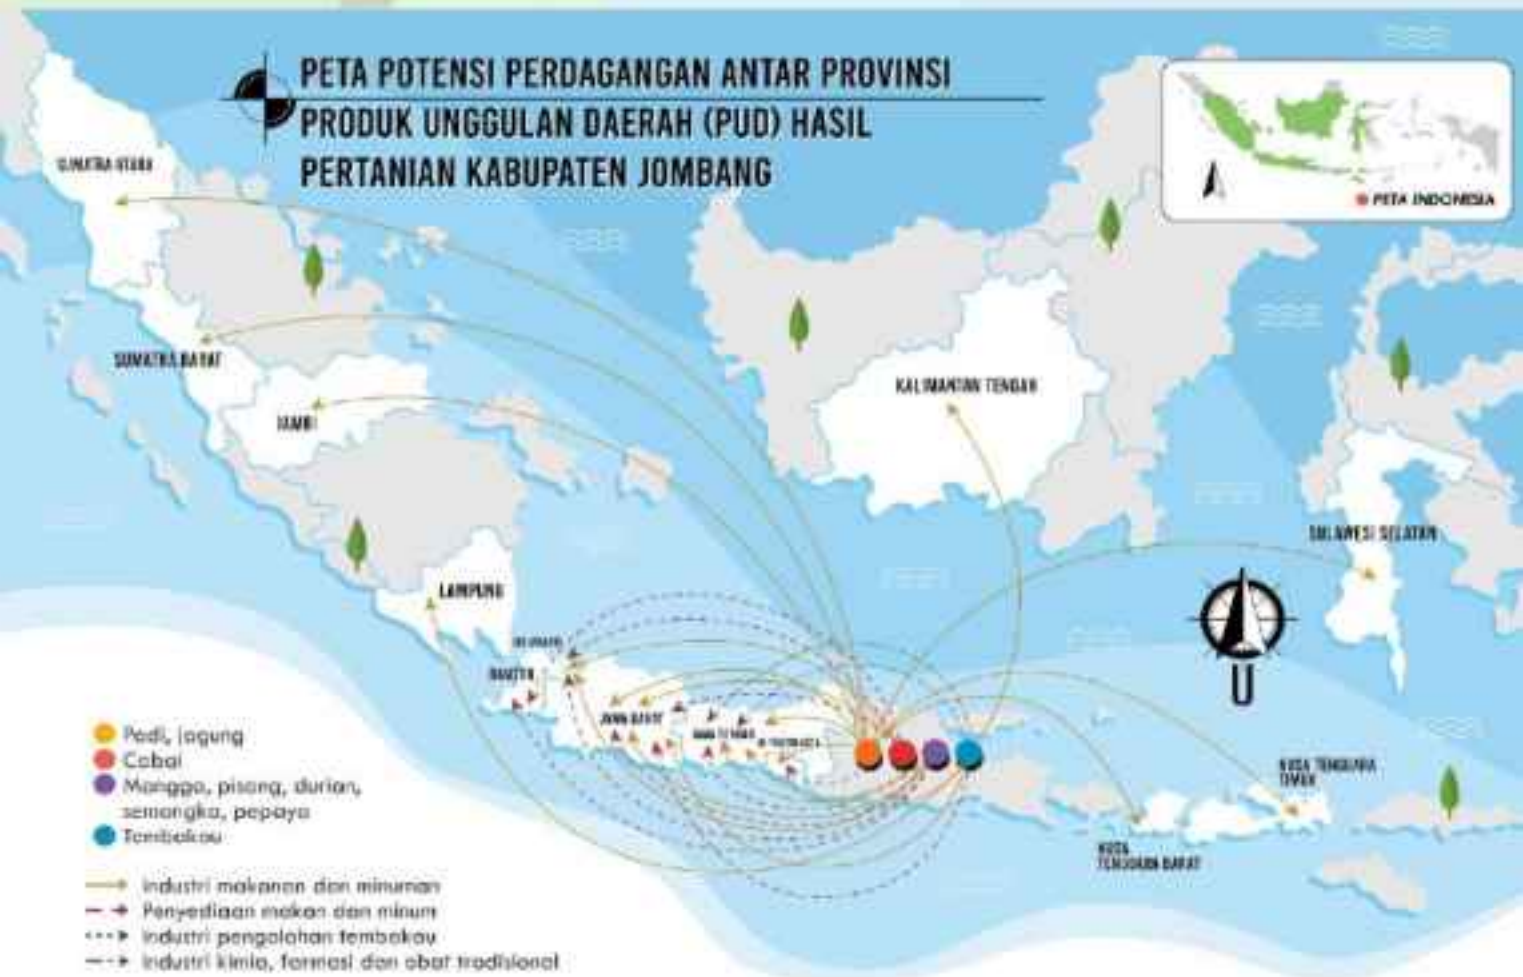 PETA POTENSI PERDAGANGAN ANTAR PROVINSI
PRODUK UNGGULAN DAERAH (PUD) HASIL
PERTANIAN KABUPATEN JOMBANG
PETA INDONESIA
SUMATRA UTARA
SUMATRA BARAT
JAMBI
KALIMANTAN TENGAH
SULAWESI SELATAN
LAMPUNG
BANTEN
JAWA BARAT
JAWA TENGAH
NUSA TENGGARA
TIMUR
NUSA
TENGGARA BARAT
U
Padi, jagung
Cabai
Mangga, pisang, durian,
semangka, pepaya
Tembakau
Industri makanan dan minuman
Penyediaan makan dan minum
Industri pengolahan tembakau
Industri kimia, farmasi dan obat tradisional